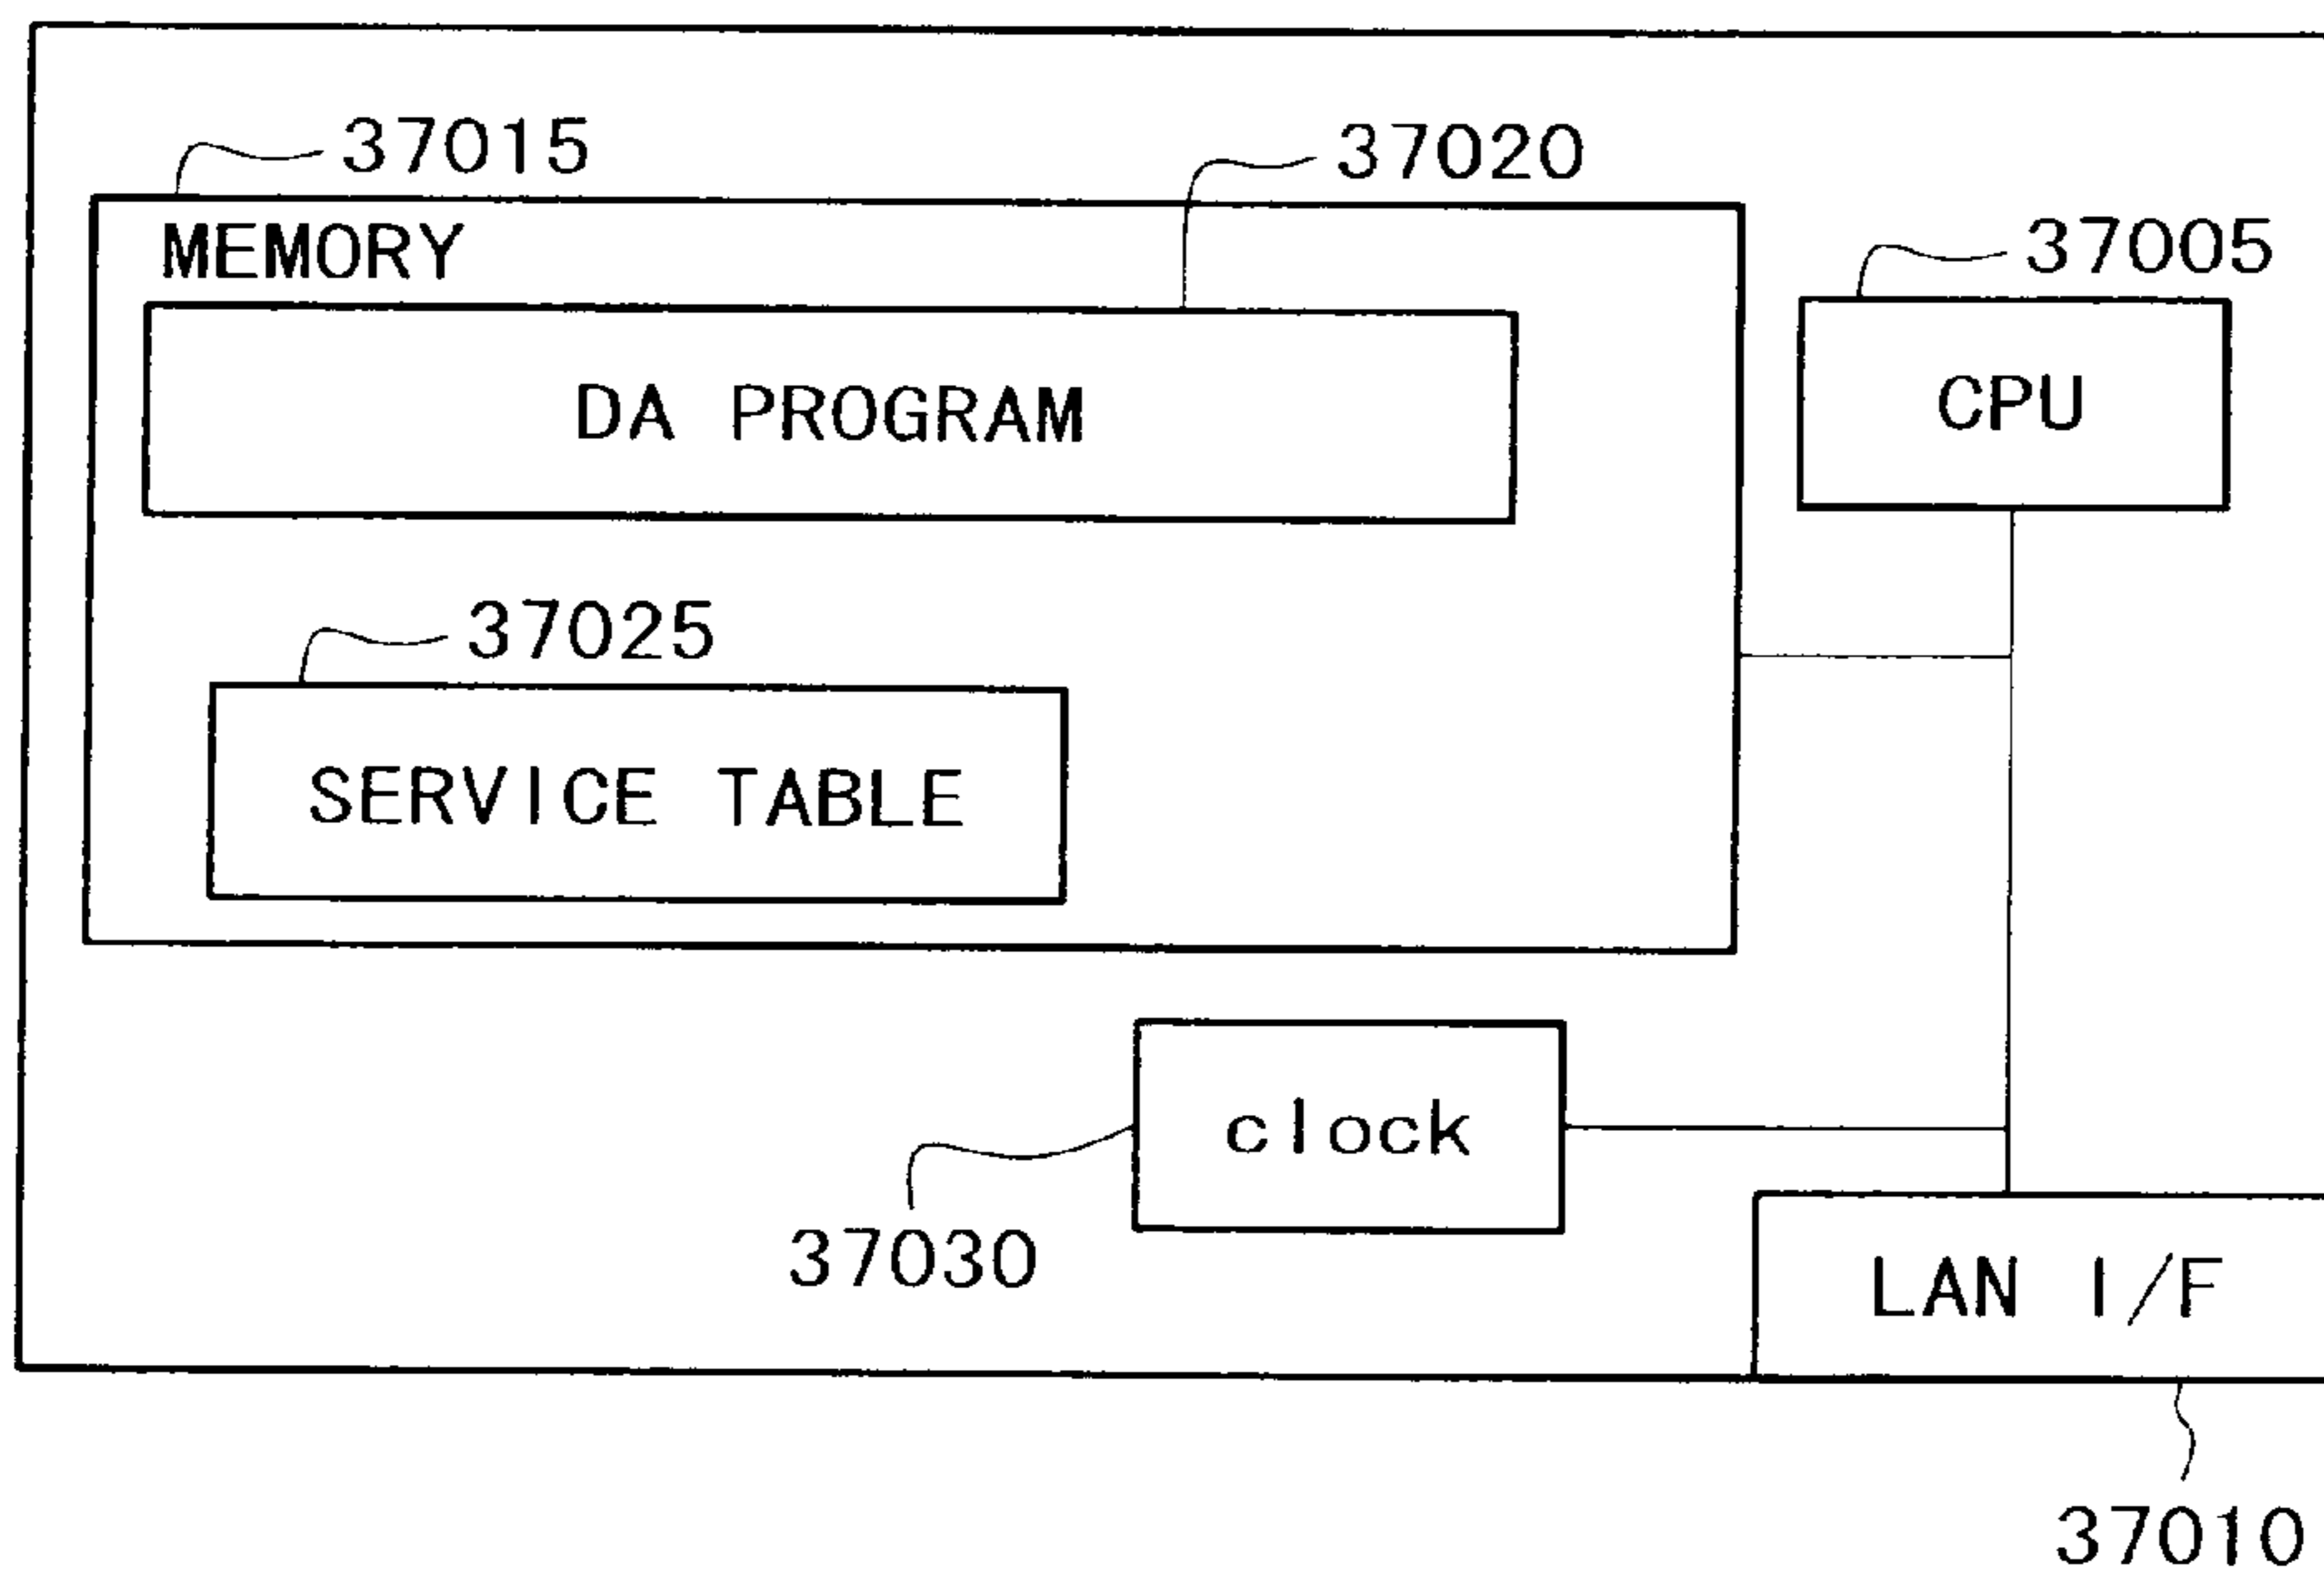 37015
37020
MEMORY
37005
DA PROGRAM
CPU
37025
SERVICE TABLE
clock
37030
LAN I/F
37010